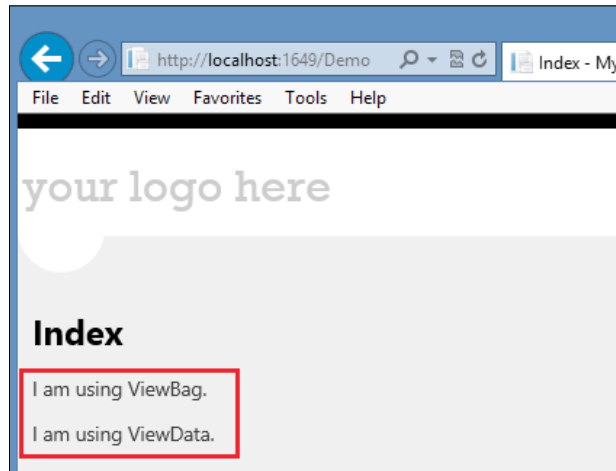 http://localhost:1649/Demo
Index - My
File Edit View Favorites Tools Help
your logo here
Index
I am using ViewBag.
I am using ViewData.